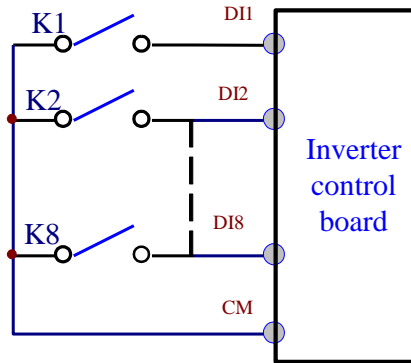 K1
DI1
K2
DI2
Inverter
control
board
K8
DI8
CM